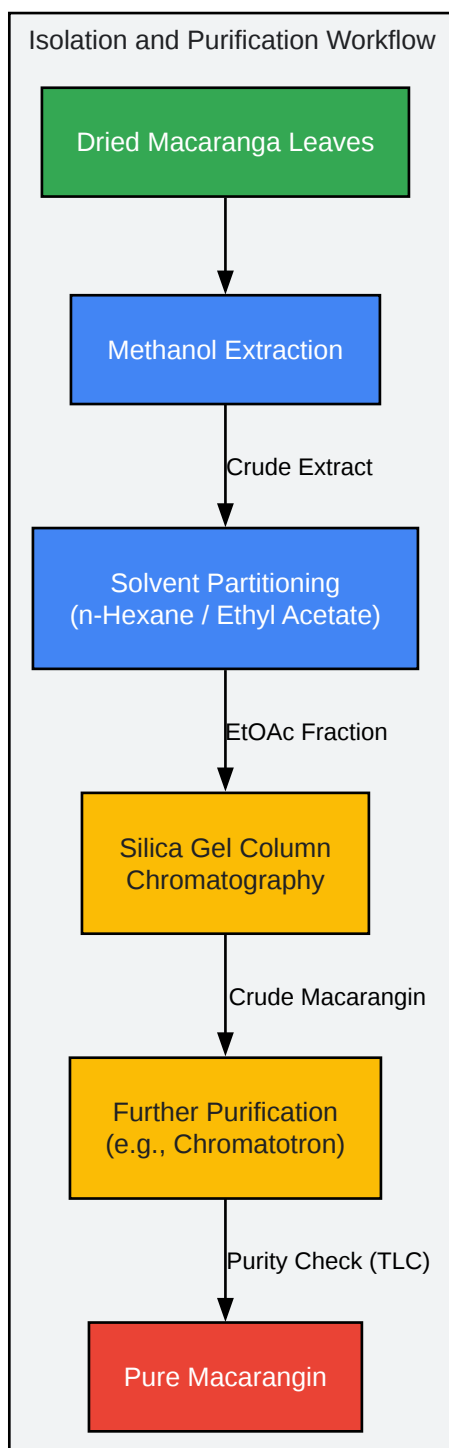 Isolation and Purification Workflow
Dried Macaranga Leaves
Methanol Extraction
Crude Extract
Solvent Partitioning
(n-Hexane / Ethyl Acetate)
EtOAc Fraction
Silica Gel Column
Chromatography
Crude Macarangin
Further Purification
(e.g., Chromatotron)
Purity Check (TLC)
Pure Macarangin